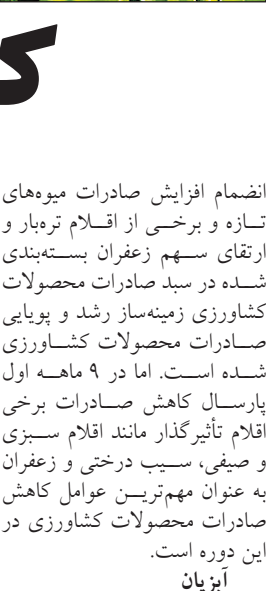 انضمام افزایش صادرات میوه‌های
تازه و برخی از اقلام تره‌بار و
ارتقای سهم زعفران بسته‌بندی
شده در سبد صادرات محصولات
کشاورزی زمینه‌ساز رشد و پویایی
صادرات محصولات کشاورزی
شده است. اما در ۹ ماهه اول
پارسال کاهش صادرات برخی
اقلام تأثیرگذار مانند اقلام سبزی
و صیفی، سیب درختی و زعفران
به عنوان مهم‌ترین عوامل کاهش
صادرات محصولات کشاورزی در
این دوره است.
آبزیان